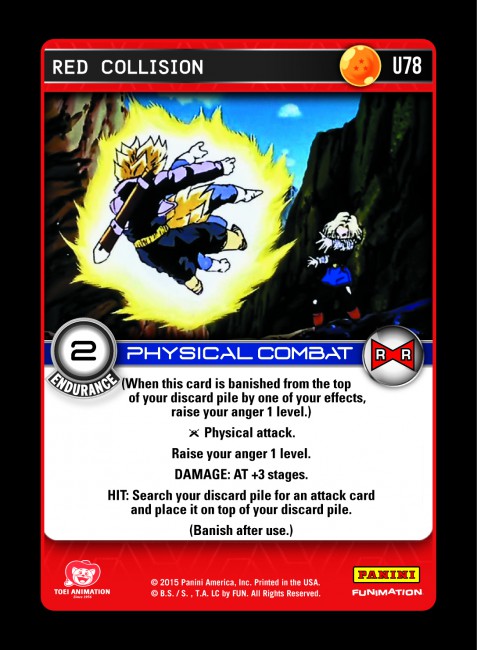 RED COLLISION
U78
2
PHYSICAL COMBAT
R R
ENDURANCE
(When this card is banished from the top
of your discard pile by one of your effects,
raise your anger 1 level.)
Physical attack.
Raise your anger 1 level.
DAMAGE: AT +3 stages.
HIT: Search your discard pile for an attack card
and place it on top of your discard pile.
(Banish after use.)
TOEI ANIMATION
Since 1956
© 2015 Panini America, Inc. Printed in the USA.
© B.S. / S. , T.A. LC by FUN. All Rights Reserved.
PANINI
FUNIMATION